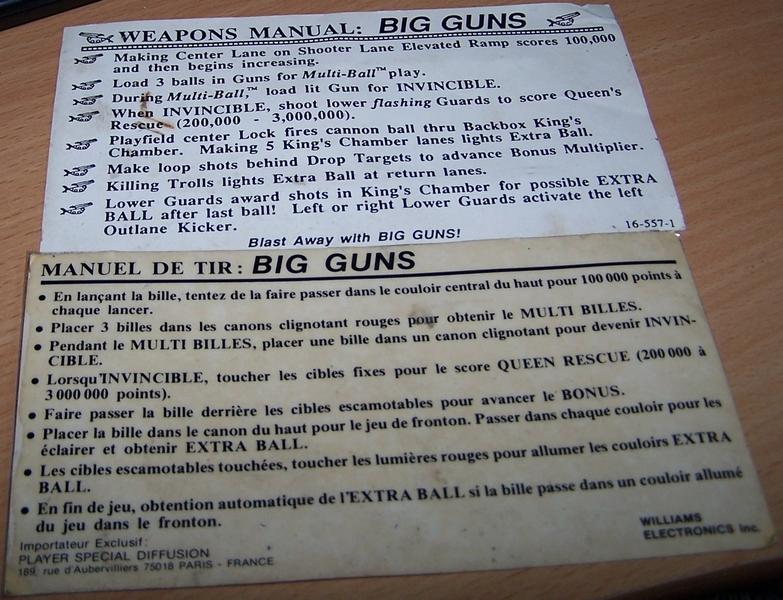 WEAPONS MANUAL: BIG GUNS
Making Center Lane on Shooter Lane Elevated Ramp scores 100,000
and then begins increasing.
Load 3 balls in Guns for Multi-Ball™ play.
During Multi-Ball,™ load lit Gun for INVINCIBLE.
When INVINCIBLE, shoot lower flashing Guards to score Queen's
Rescue (200,000 - 3,000,000).
Playfield center Lock fires cannon ball thru Backbox King's
Chamber. Making 5 King's Chamber lanes lights Extra Ball.
Make loop shots behind Drop Targets to advance Bonus Multiplier.
Killing Trolls lights Extra Ball at return lanes.
Lower Guards award shots in King's Chamber for possible EXTRA
BALL after last ball! Left or right Lower Guards activate the left
Outlane Kicker.
16-557-1
Blast Away with BIG GUNS!
MANUEL DE TIR: BIG GUNS
• En lançant la bille, tentez de la faire passer dans le couloir central du haut pour 100 000 points à
chaque lancer.
• Placer 3 billes dans les canons clignotant rouges pour obtenir le MULTI BILLES.
• Pendant le MULTI BILLES, placer une bille dans un canon clignotant pour devenir INVIN-
CIBLE.
• Lorsqu'INVINCIBLE, toucher les cibles fixes pour le score QUEEN RESCUE (200 000 à
3 000 000 points).
• Faire passer la bille derrière les cibles escamotables pour avancer le BONUS.
• Placer la bille dans le canon du haut pour le jeu de fronton. Passer dans chaque couloir pour les
éclairer et obtenir EXTRA BALL.
• Les cibles escamotables touchées, toucher les lumières rouges pour allumer les couloirs EXTRA
BALL.
• En fin de jeu, obtention automatique de l'EXTRA BALL si la bille passe dans un couloir allumé
du jeu dans le fronton.
Importateur Exclusif:
PLAYER SPECIAL DIFFUSION
189, rue d'Aubervilliers 75018 PARIS - FRANCE
WILLIAMS
ELECTRONICS Inc.